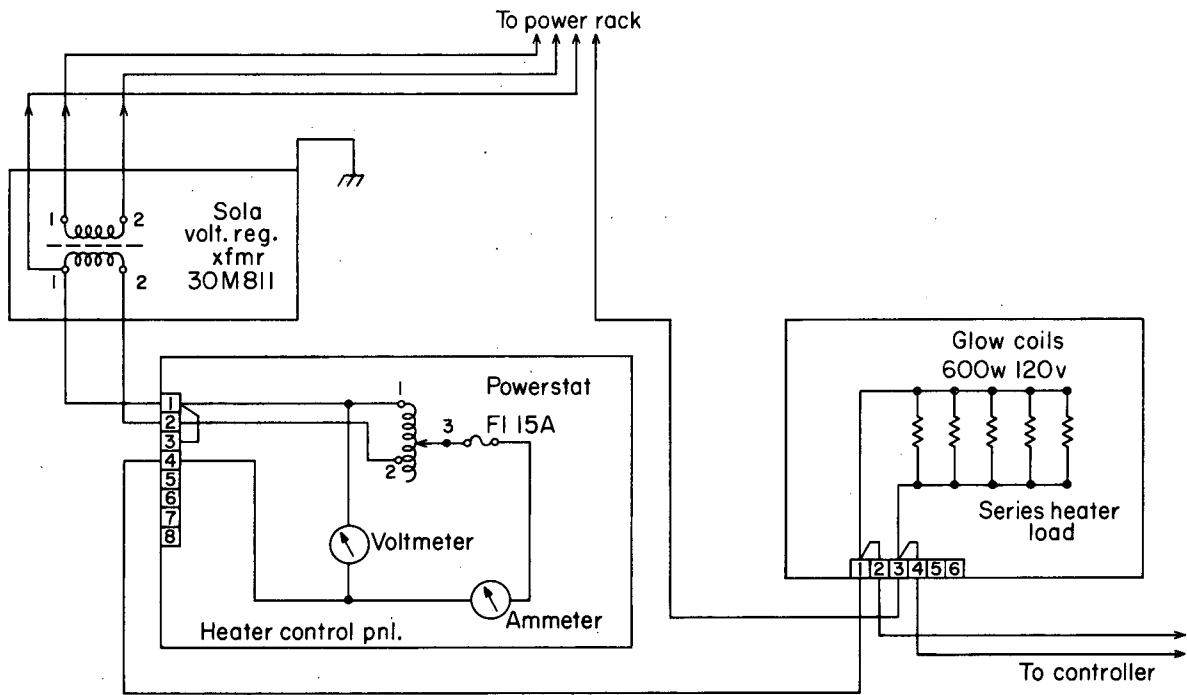 To power rack
1
2
Sola
volt. reg.
xfmr
30M811
1
2
Glow coils
600w 120v
Powerstat
1
F1 15A
3
2
1
2
3
4
5
6
7
8
Series heater
load
Voltmeter
1 2 3 4 5 6
Ammeter
Heater control pnl.
To controller